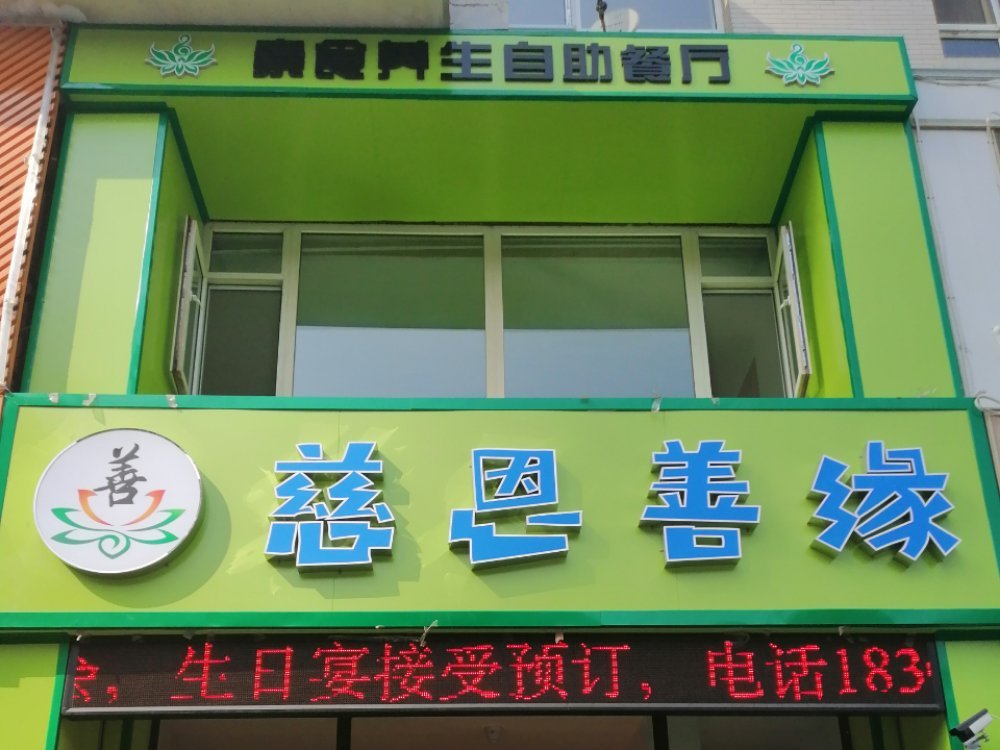 素食养生自助餐厅
善
慈恩善缘
，生日宴接受预订，电话183